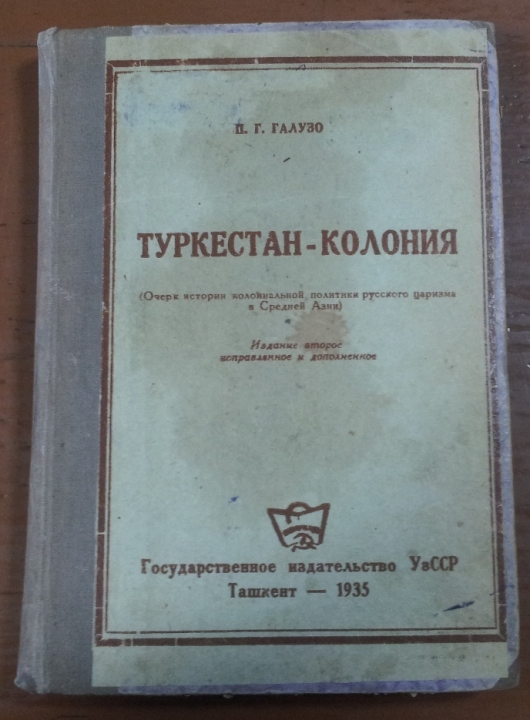 П. Г. ГАЛУЗО
ТУРКЕСТАН - КОЛОНИЯ
(Очерк истории колониальной политики русского царизма
в Средней Азии)
Издание второе
исправленное и дополненное
Государственное издательство УзССР
Ташкент — 1935